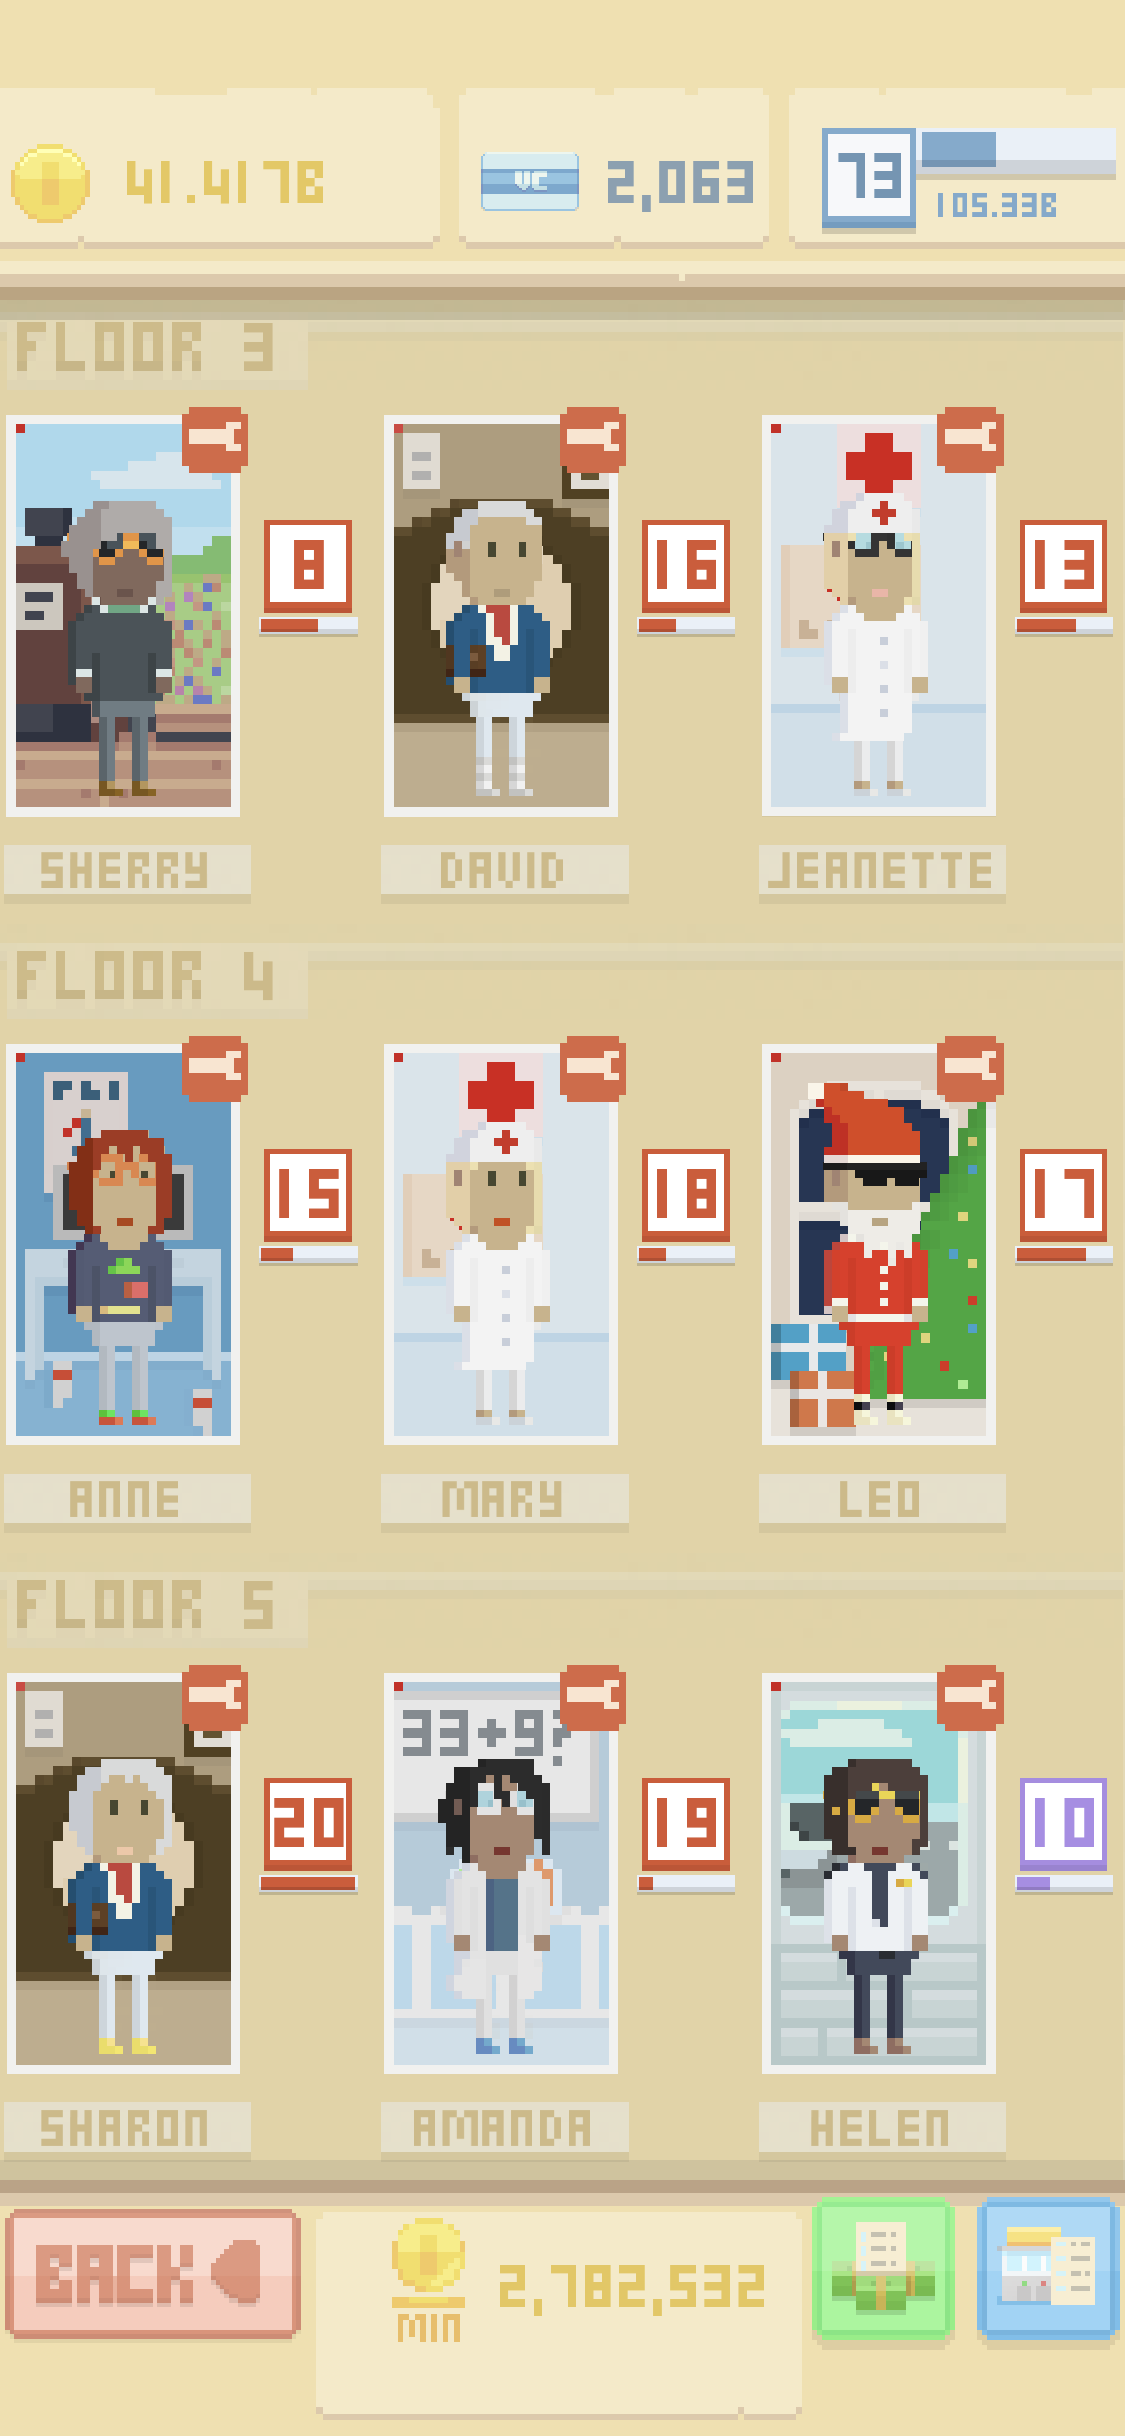 41.417B
VC 2,063
73
105.33B
FLOOR 3
8
16
13
SHERRY
DAVID
JEANETTE
FLOOR 4
15
18
17
ANNE
MARY
LEO
FLOOR 5
33+9?
20
19
10
SHARON
AMANDA
HELEN
BACK
MIN
2,782,532